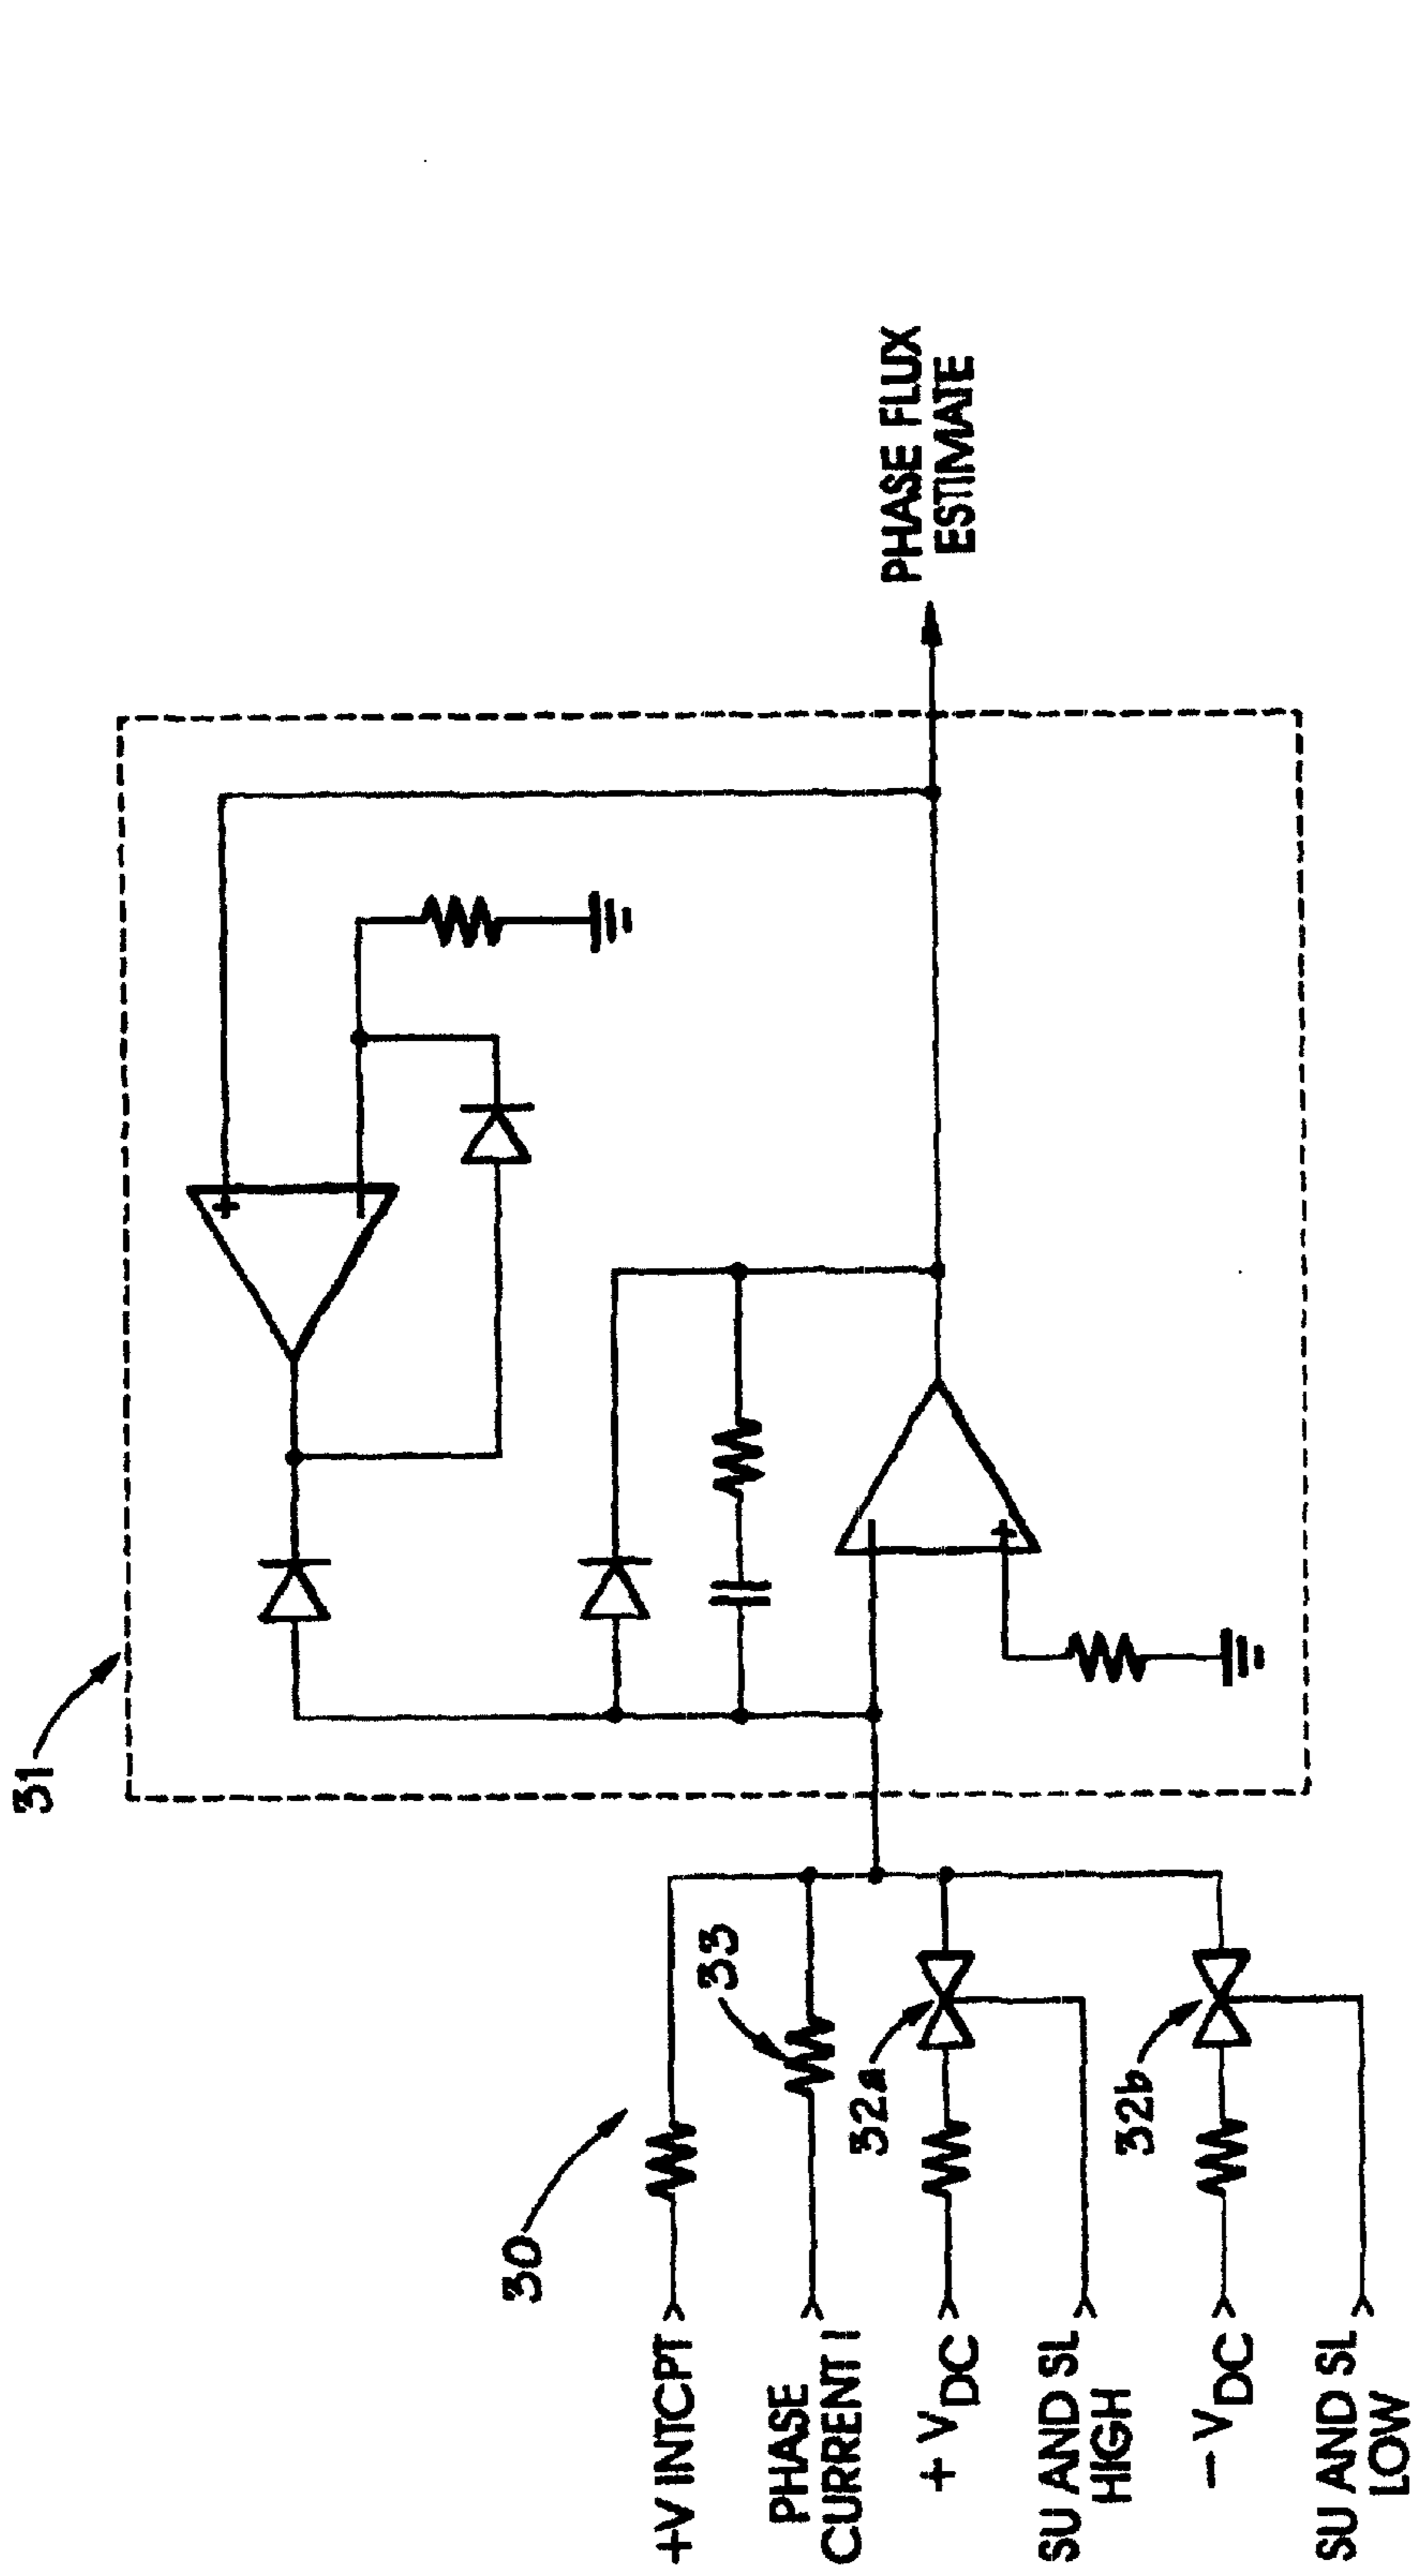 31
30
+V INTCPT
33
PHASE
CURRENT I
32a
+ VDC
SU AND SL
HIGH
32b
- VDC
SU AND SL
LOW
+
-
-
+
PHASE FLUX
ESTIMATE